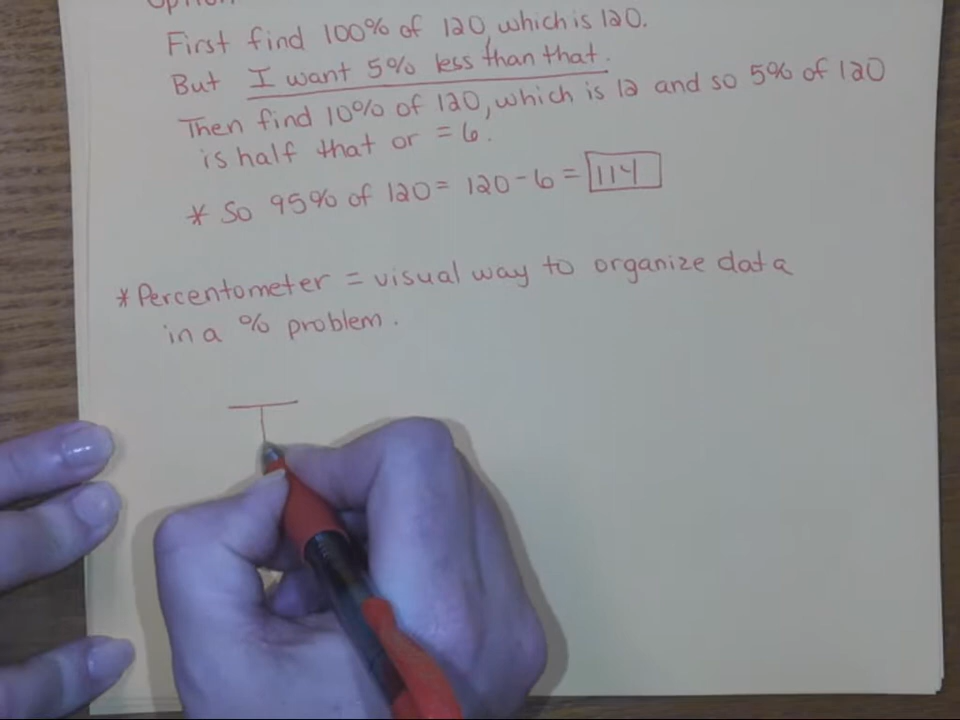 Option
First find 100% of 120, which is 120.
But I want 5% less than that.
Then find 10% of 120, which is 12 and so 5% of 120
is half that or = 6.
* So 95% of 120 = 120 - 6 = 114
* Percentometer = visual way to organize data
in a % problem.